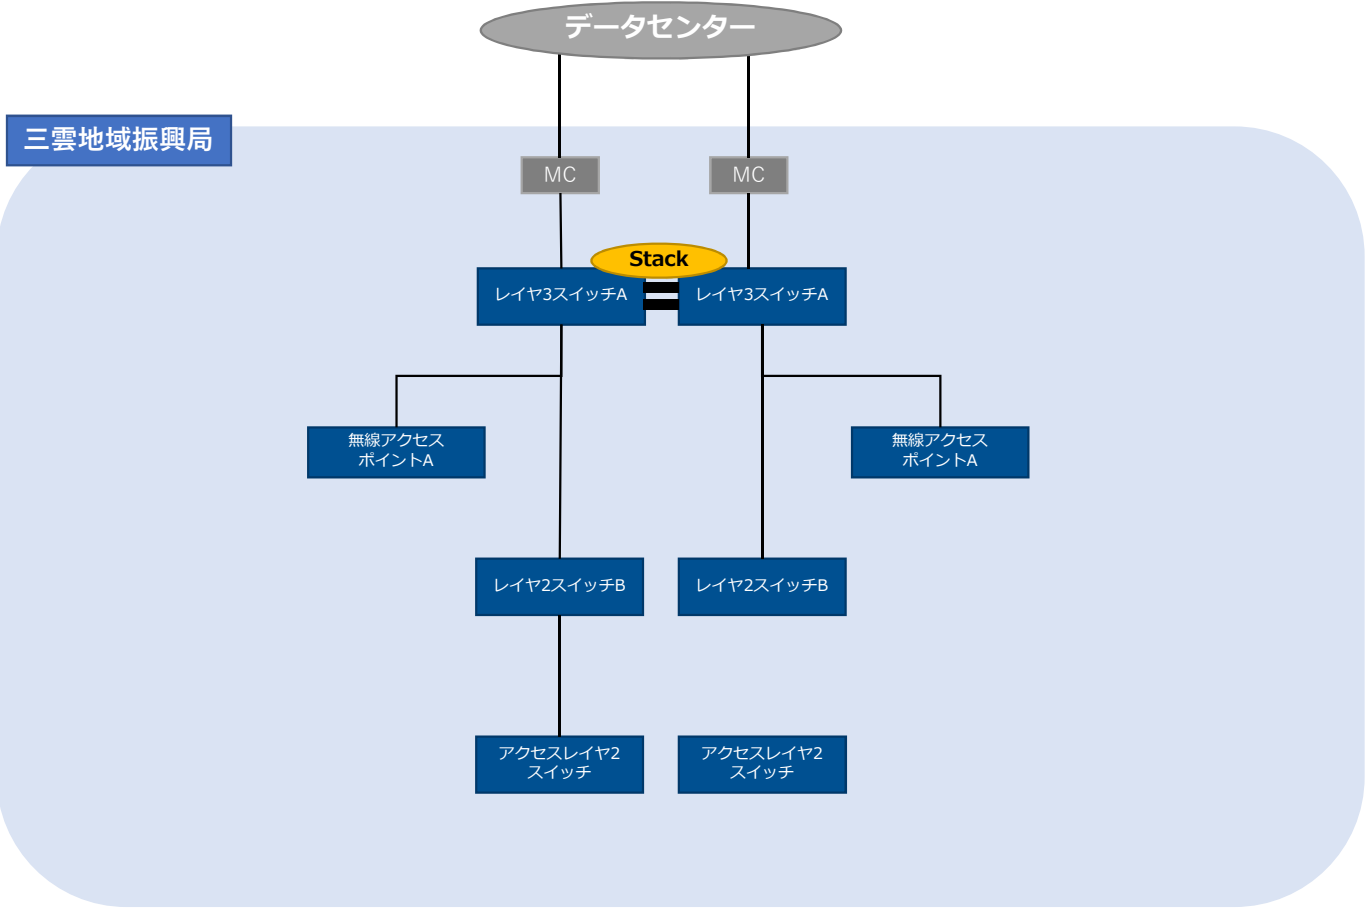 データセンター
三雲地域振興局
MC
MC
Stack
レイヤ3スイッチA
レイヤ3スイッチA
無線アクセス
ポイントA
無線アクセス
ポイントA
レイヤ2スイッチB
レイヤ2スイッチB
アクセスレイヤ2
スイッチ
アクセスレイヤ2
スイッチ